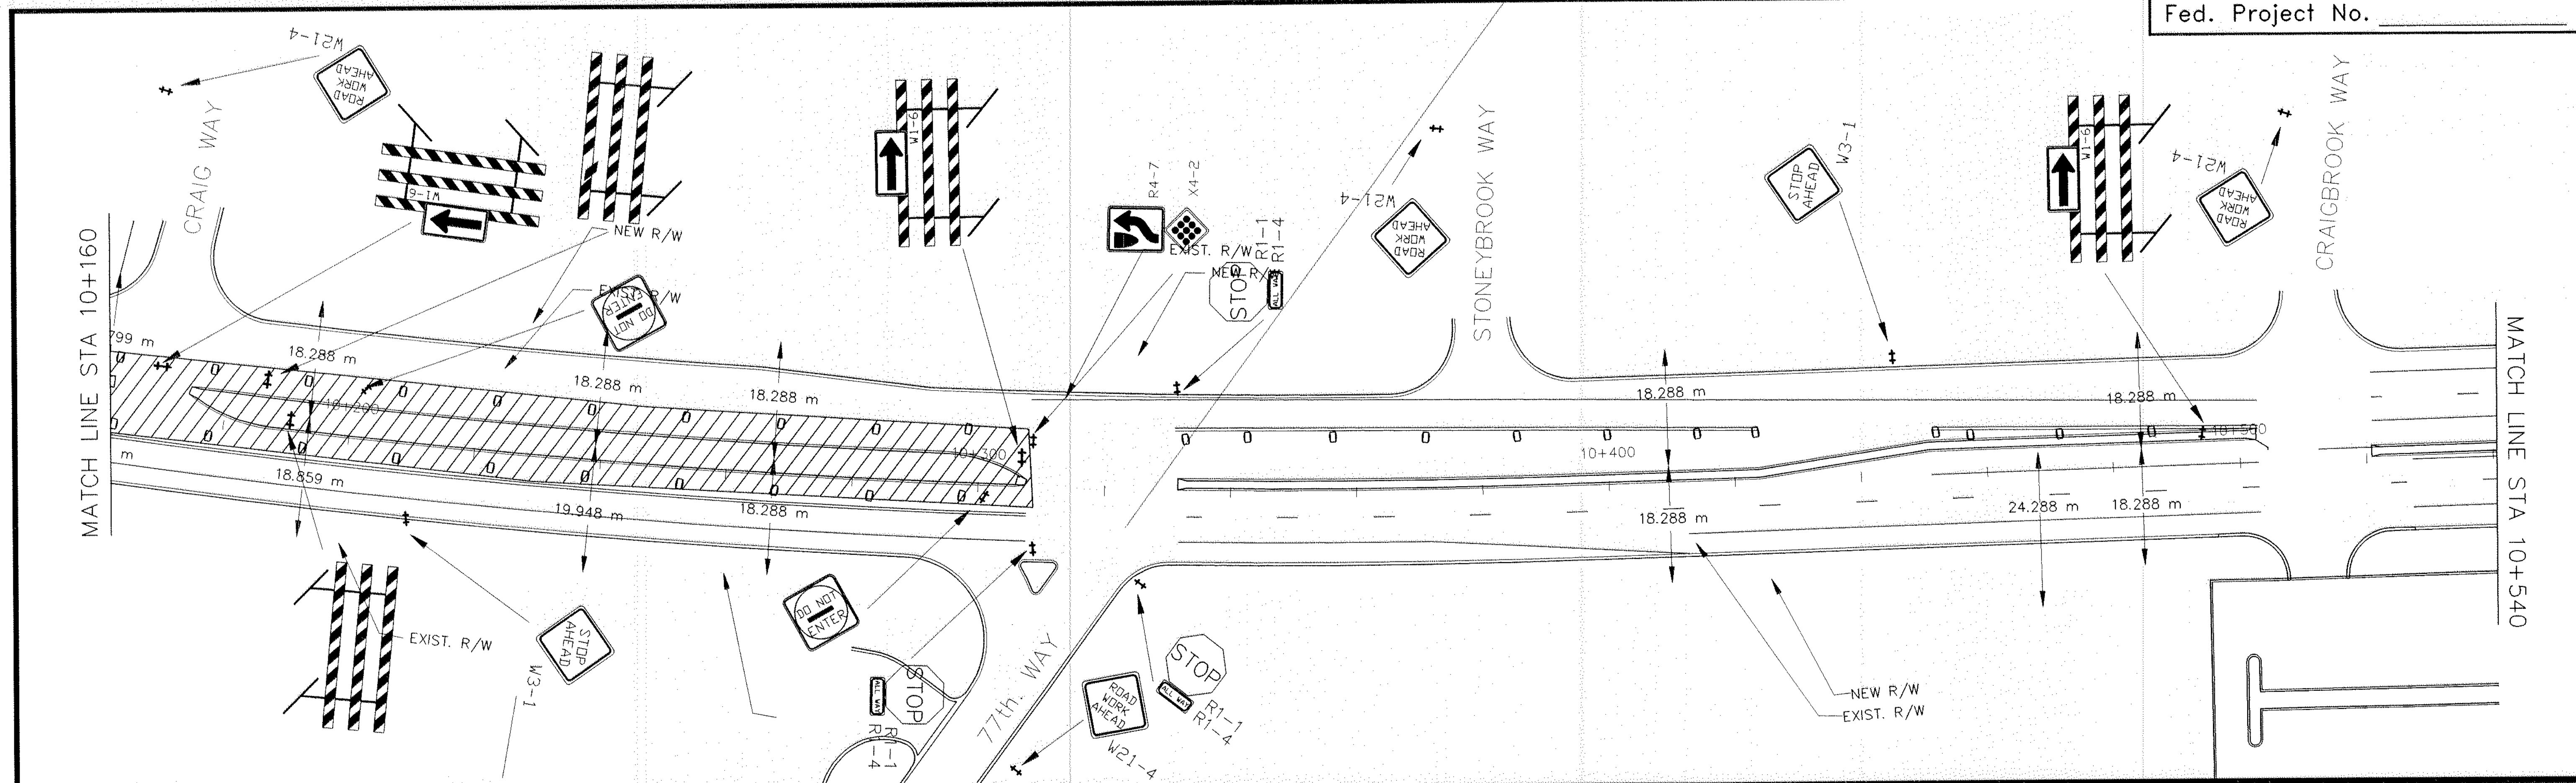 Fed. Project No.
W21-4
ROAD WORK AHEAD
CRAIG WAY
W1-6
NEW R/W
EXIST. R/W
DO NOT ENTER
W1-6
R4-7
X4-2
EXIST. R/W
NEW R/W
R1-1
R1-4
STOP
ALL WAY
W21-4
ROAD WORK AHEAD
STONEYBROOK WAY
STOP AHEAD
W3-1
W1-6
W21-4
ROAD WORK AHEAD
CRAIGBROOK WAY
MATCH LINE STA 10+160
799 m
18.288 m
18.288 m
18.288 m
18.288 m
18.288 m
10+200
10+300
10+400
10+500
m
18.859 m
19.948 m
18.288 m
18.288 m
24.288 m
18.288 m
MATCH LINE STA 10+540
EXIST. R/W
STOP AHEAD
W3-1
DO NOT ENTER
STOP
ALL WAY
R1-1
R1-4
77th. WAY
ROAD WORK AHEAD
W21-4
STOP
ALL WAY
R1-1
R1-4
NEW R/W
EXIST. R/W